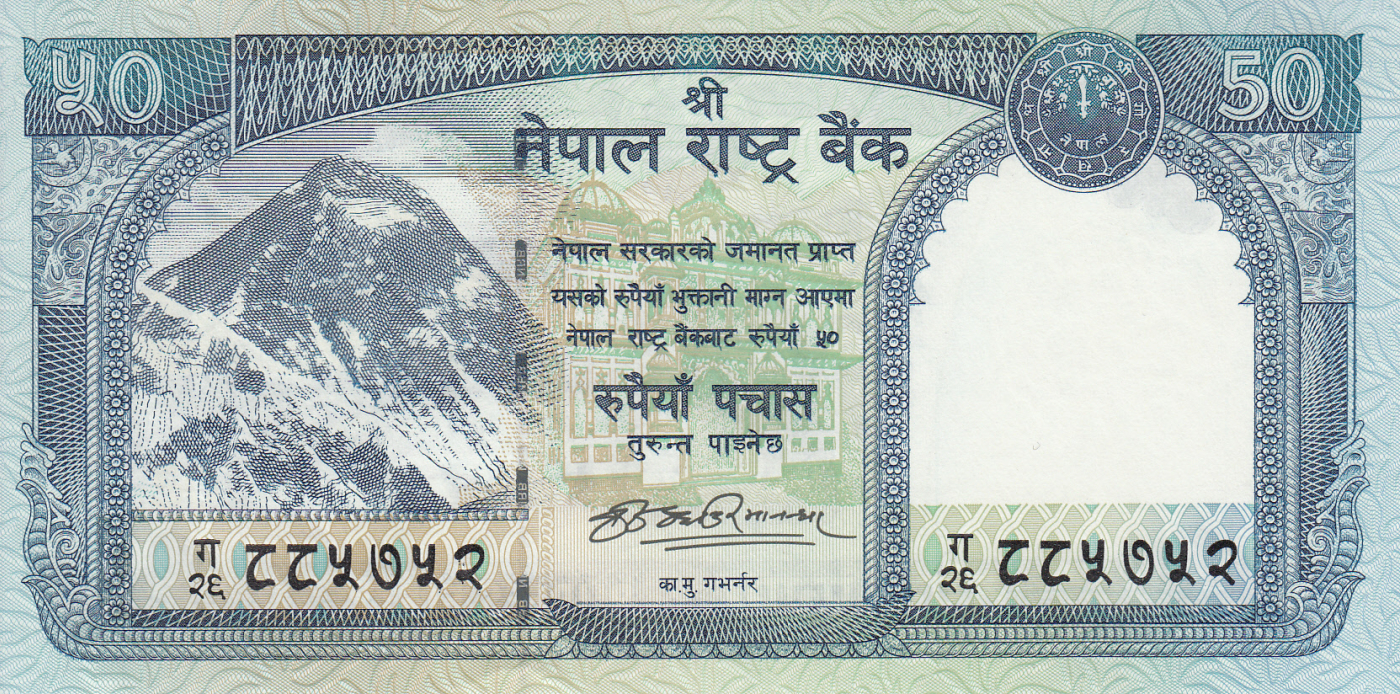 ५०
50
श्री
नेपाल राष्ट्र बैंक
नेपाल सरकारको जमानत प्राप्त
यसको रुपैयाँ भुक्तानी माग्न आएमा
नेपाल राष्ट्र बैंकबाट रुपैयाँ ५०
रुपैयाँ पचास
तुरुन्त पाइनेछ
का.मु. गभर्नर
ग
२६ ८८५७५२
ग
२६ ८८५७५२